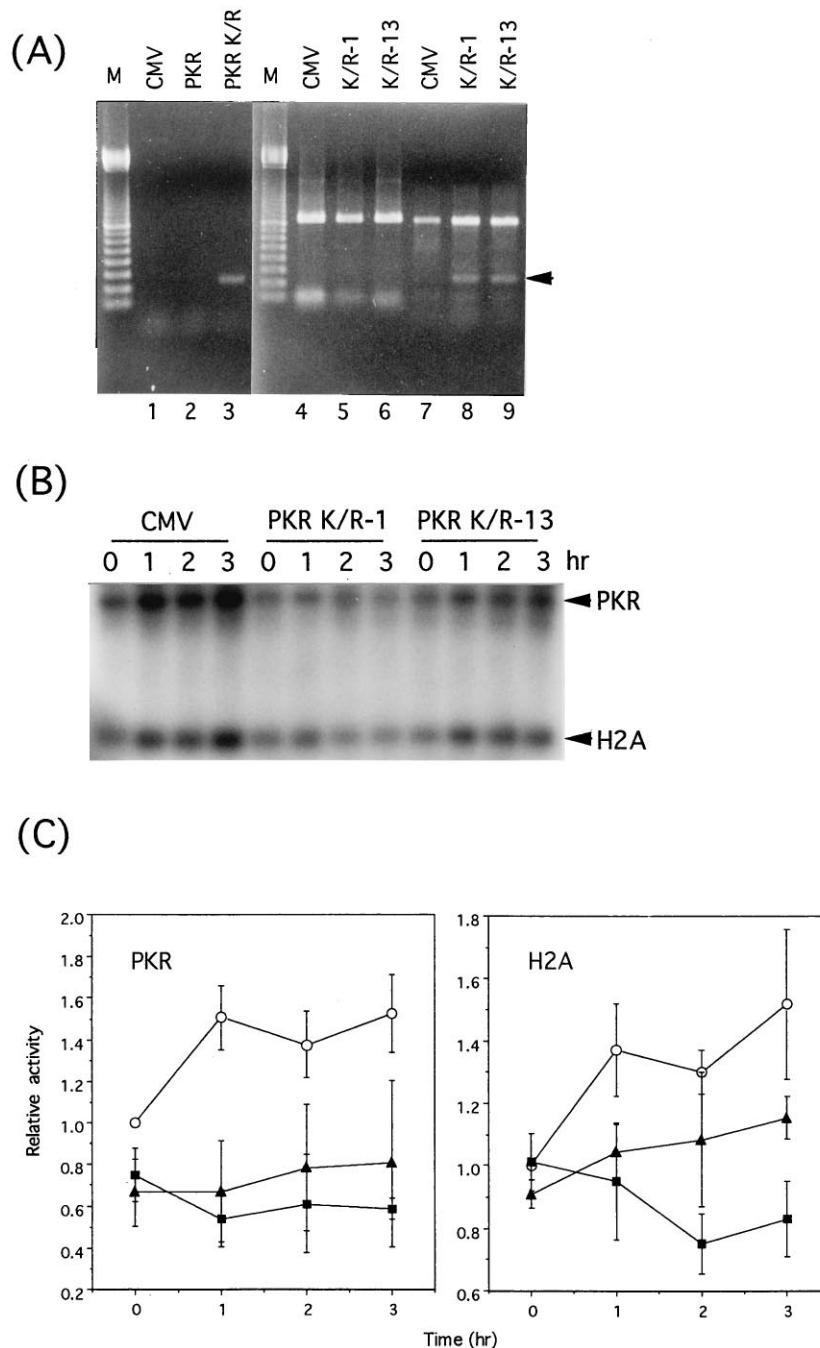 (A)
M CMV PKR PKR K/R M CMV K/R-1 K/R-13 CMV K/R-1 K/R-13
1 2 3 4 5 6 7 8 9
(B)
CMV PKR K/R-1 PKR K/R-13
0 1 2 3 0 1 2 3 0 1 2 3 hr
PKR
H2A
(C)
PKR
2.0
1.8
1.6
1.4
1.2
1.0
0.8
0.6
0.4
0.2
Relative activity
0 1 2 3
H2A
1.8
1.6
1.4
1.2
1.0
0.8
0.6
0 1 2 3
Time (hr)